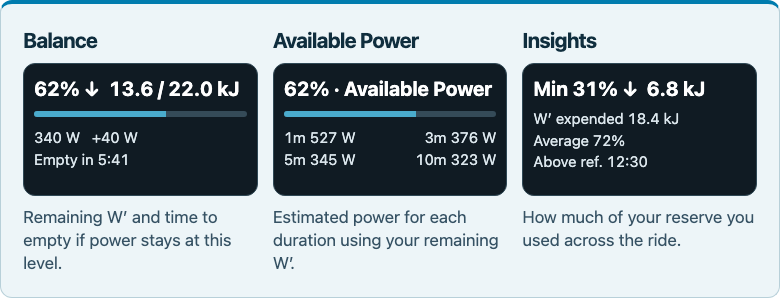 Balance
62% ↓ 13.6 / 22.0 kJ
340 W +40 W
Empty in 5:41
Remaining W’ and time to
empty if power stays at this
level.
Available Power
62% · Available Power
1m 527 W 3m 376 W
5m 345 W 10m 323 W
Estimated power for each
duration using your remaining
W’.
Insights
Min 31% ↓ 6.8 kJ
W’ expended 18.4 kJ
Average 72%
Above ref. 12:30
How much of your reserve you
used across the ride.